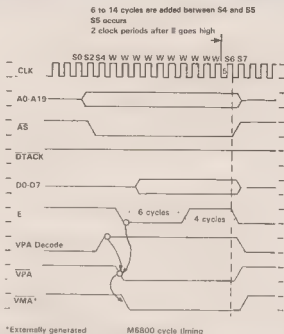 6 to 14 cycles are added between S4 and S5
S5 occurs
2 clock periods after E goes high
S0 S2 S4 W W W W W W W W W W S6 S7
5
CLK
A0-A19
AS
DTACK
D0-D7
E
6 cycles
4 cycles
VPA Decode
VPA
VMA*
*Externally generated
M6800 cycle timing